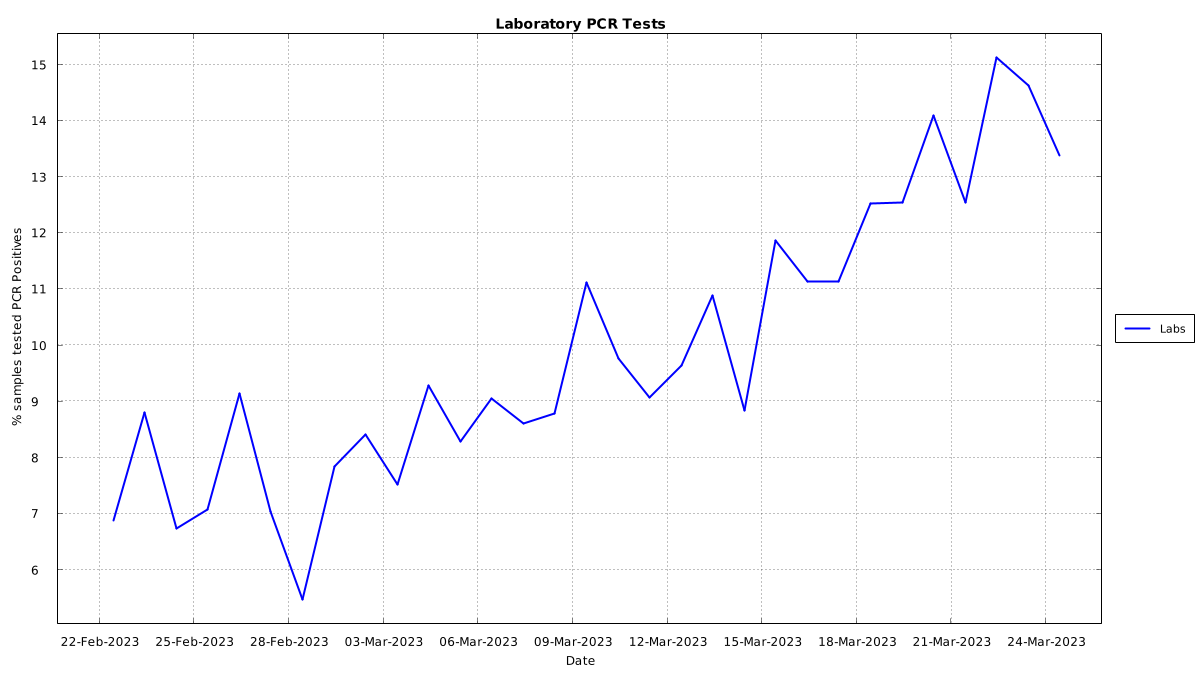 Laboratory PCR Tests
% samples tested PCR Positives
15
14
13
12
11
10
9
8
7
6
22-Feb-2023 25-Feb-2023 28-Feb-2023 03-Mar-2023 06-Mar-2023 09-Mar-2023 12-Mar-2023 15-Mar-2023 18-Mar-2023 21-Mar-2023 24-Mar-2023
Date
Labs